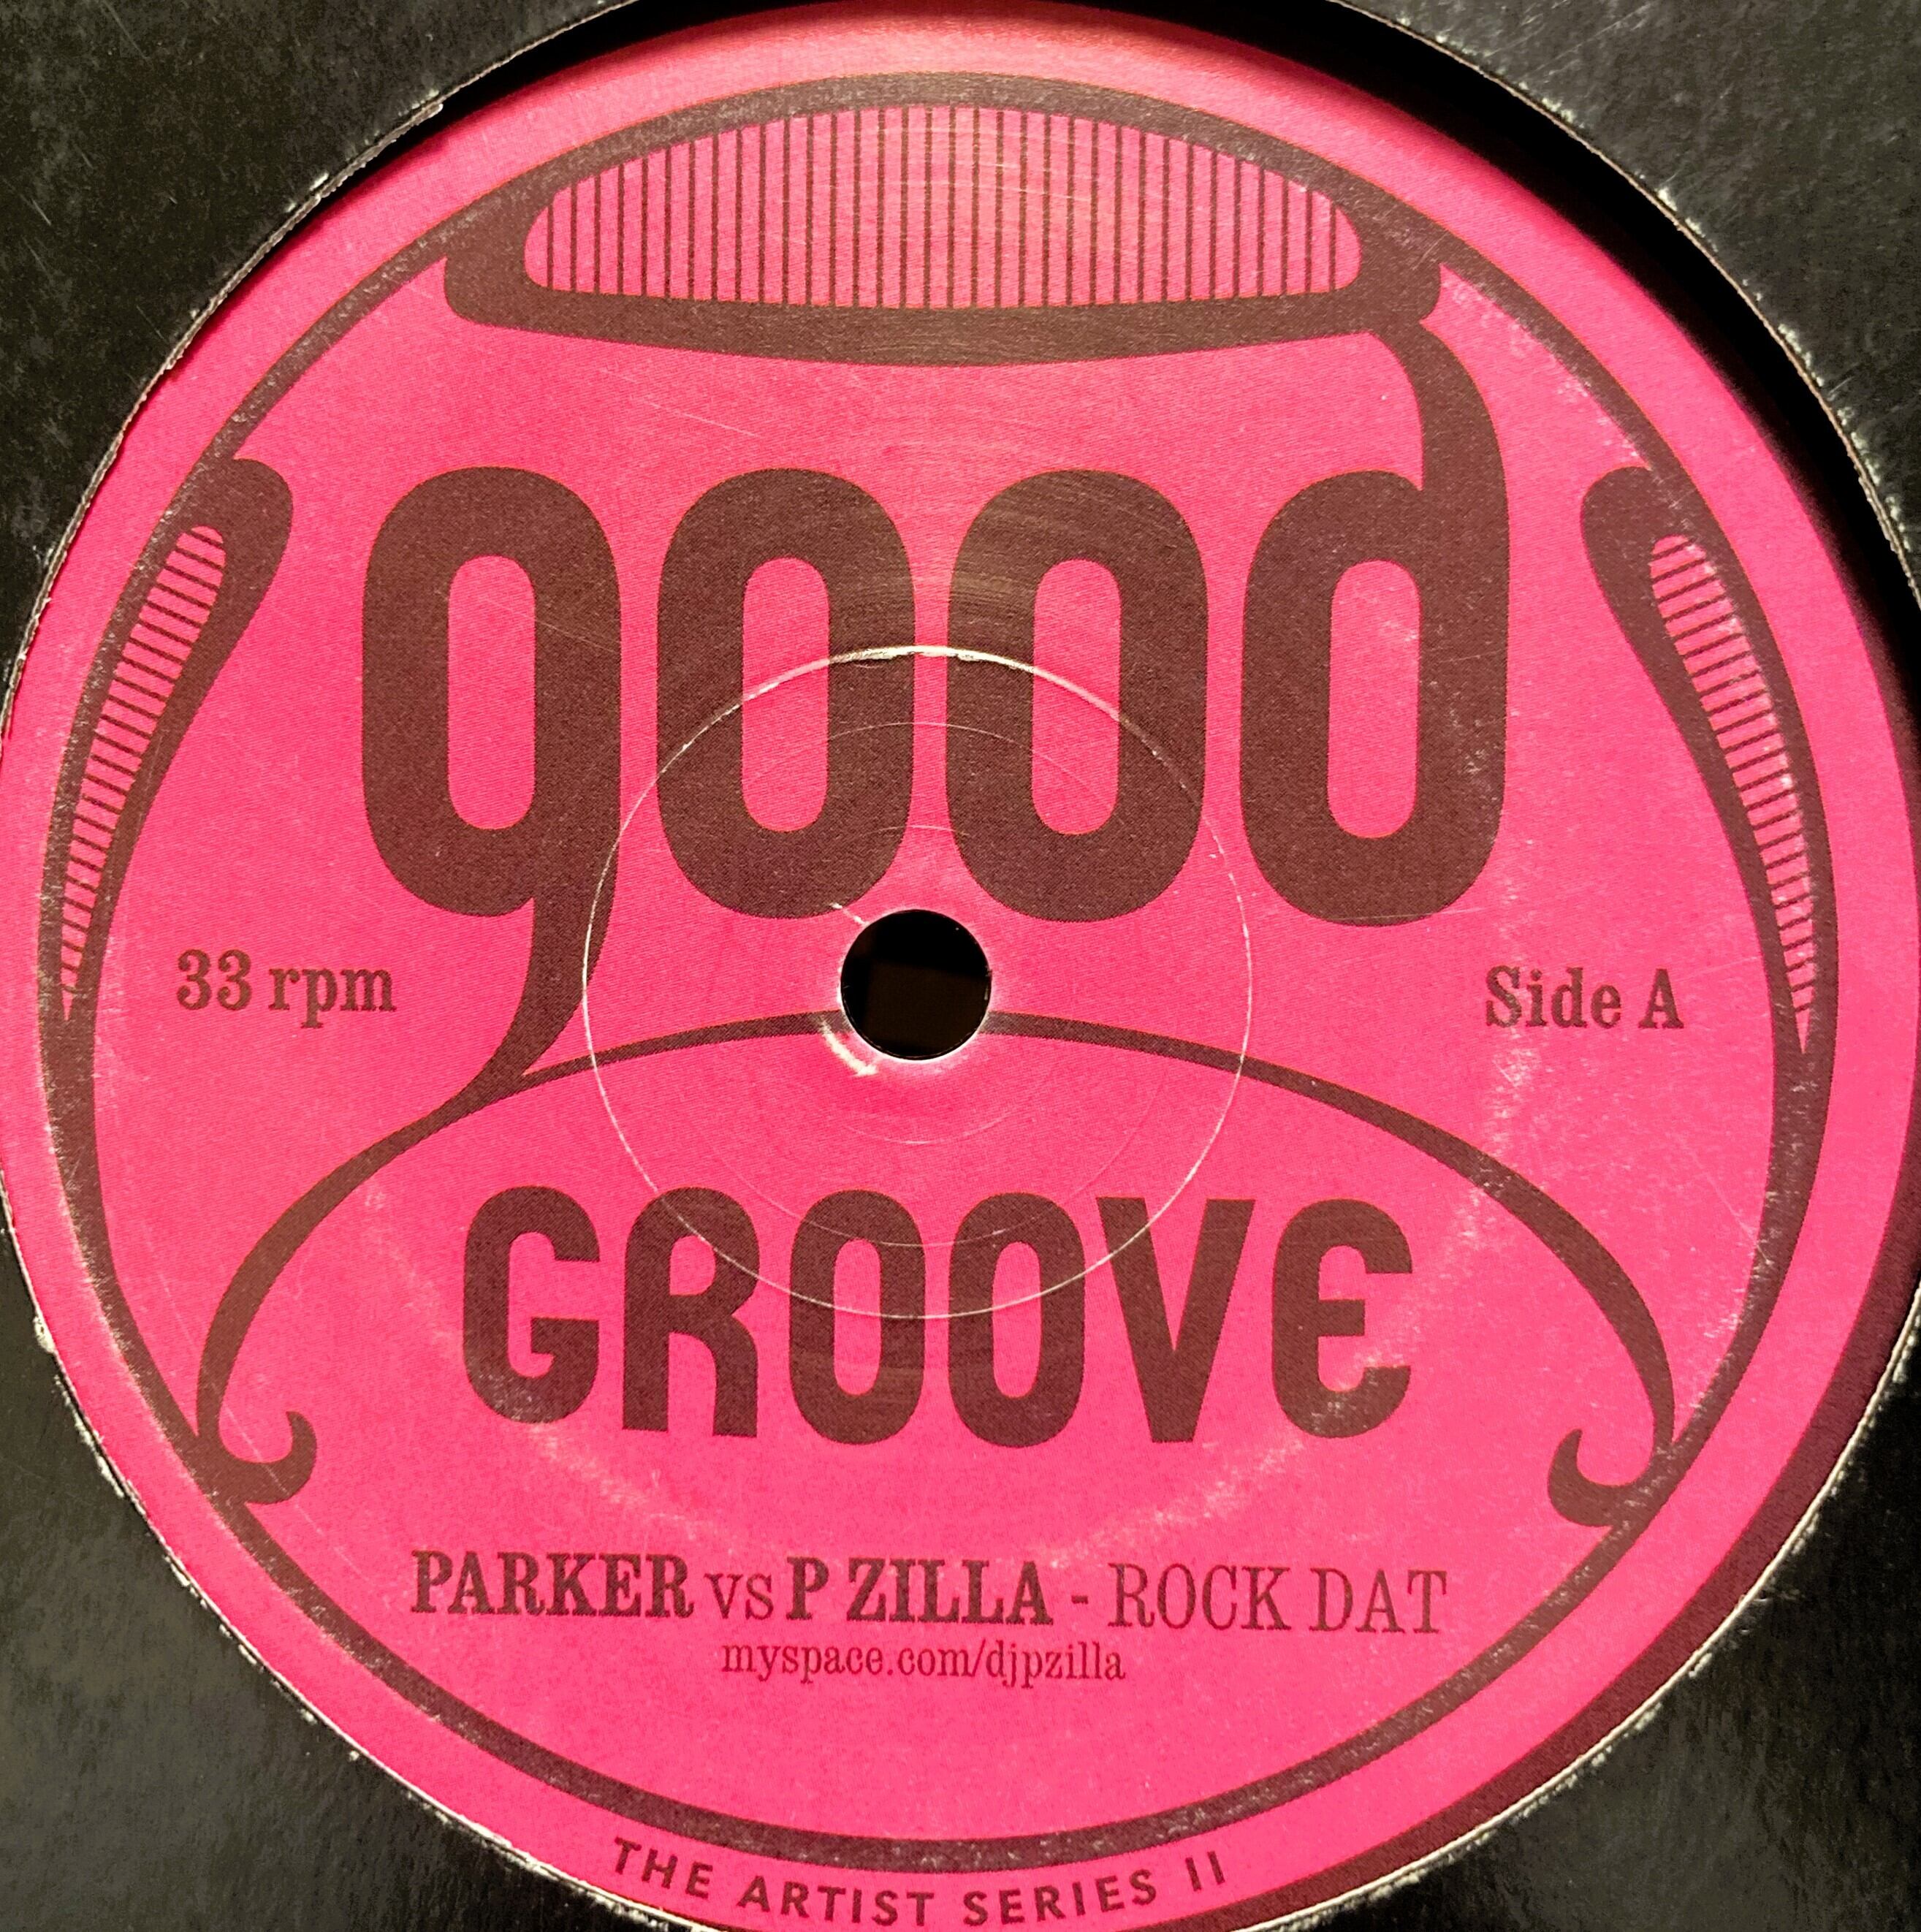 good
33 rpm
Side A
GROOVE
PARKER vs P ZILLA - ROCK DAT
myspace.com/djpzilla
THE ARTIST SERIES II